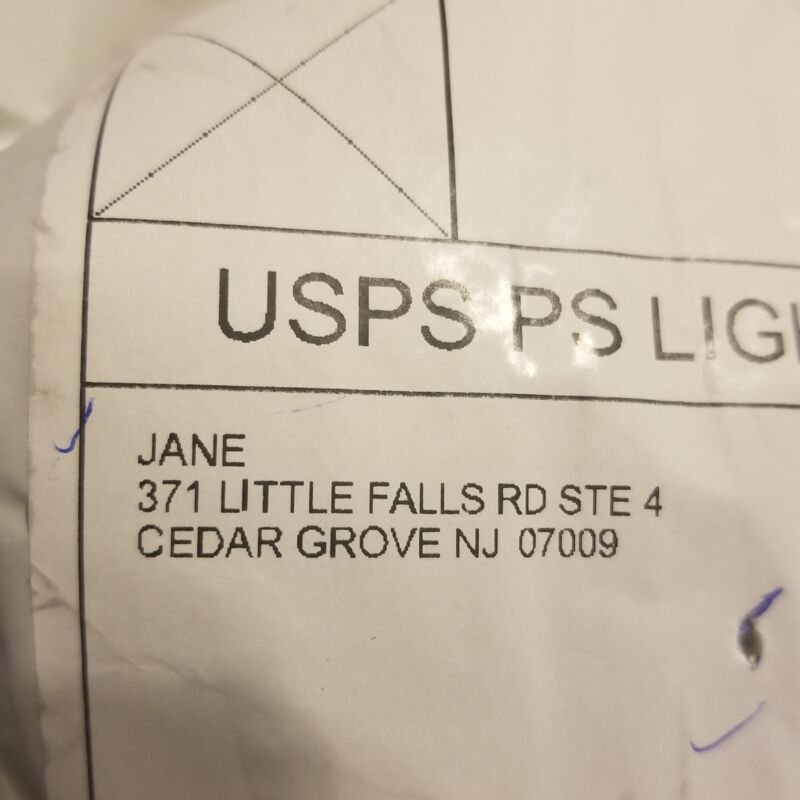 USPS PS LIG
JANE
371 LITTLE FALLS RD STE 4
CEDAR GROVE NJ 07009